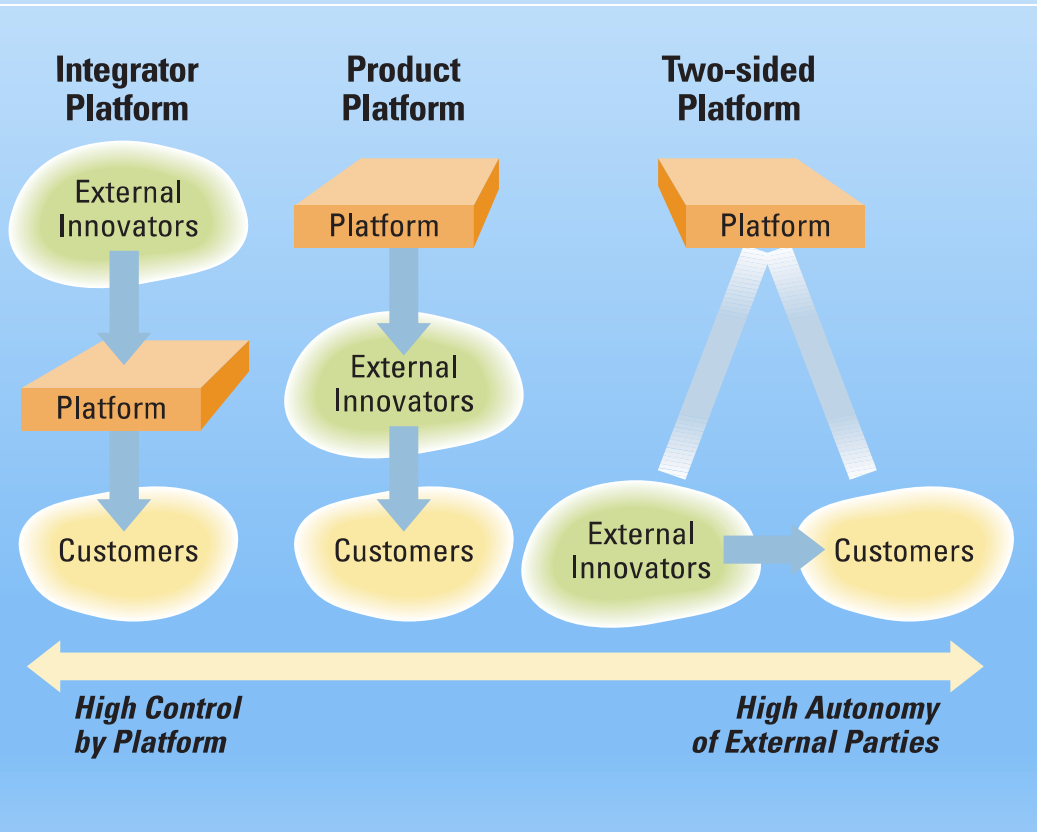 Integrator
Platform
External
Innovators
Platform
Customers
Product
Platform
Platform
External
Innovators
Customers
Two-sided
Platform
Platform
External
Innovators
Customers
High Control
by Platform
High Autonomy
of External Parties